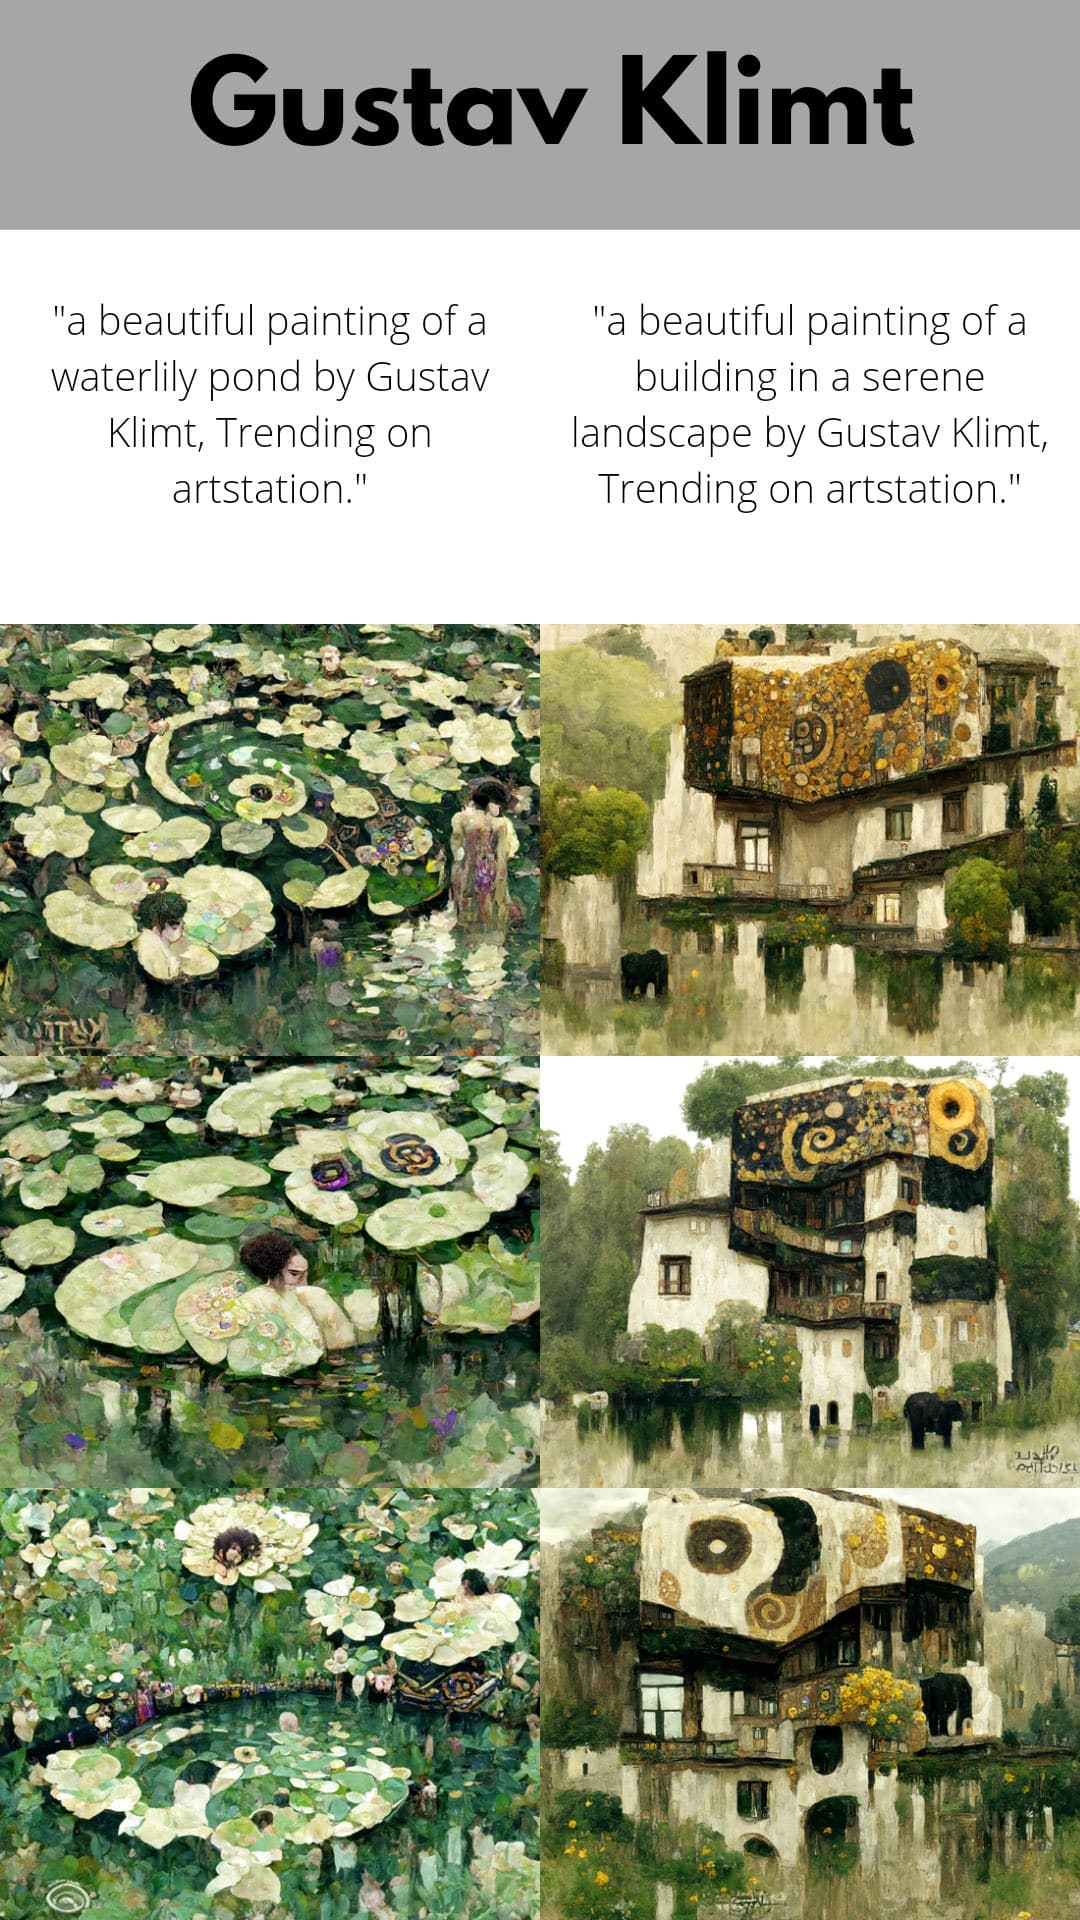 Gustav Klimt
"a beautiful painting of a
waterlily pond by Gustav
Klimt, Trending on
artstation."
"a beautiful painting of a
building in a serene
landscape by Gustav Klimt,
Trending on artstation."